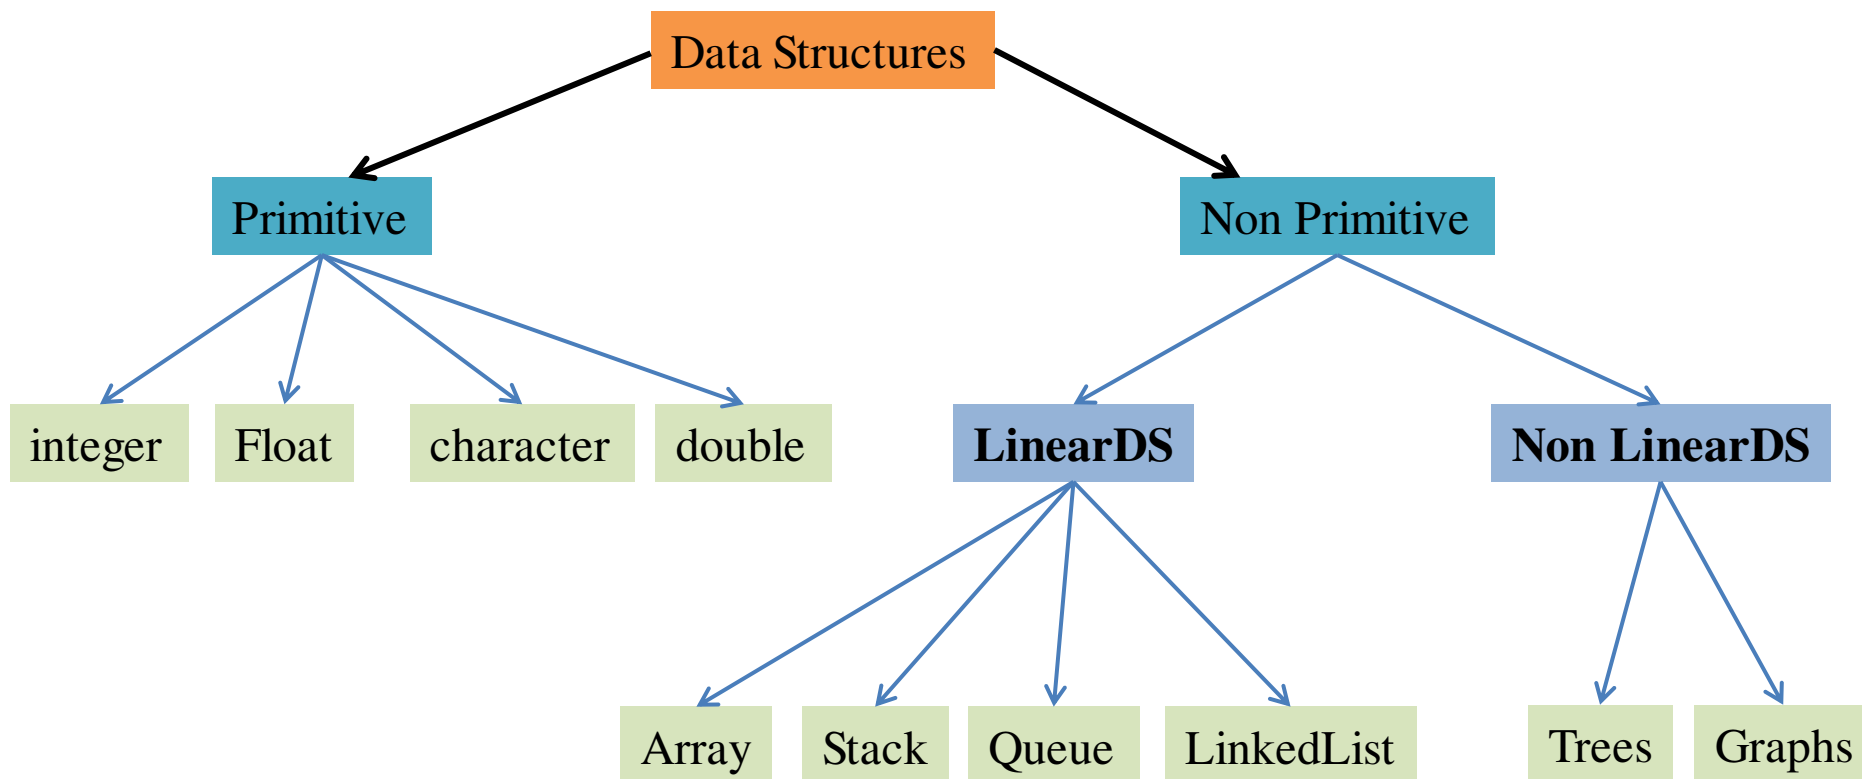 Data Structures
Primitive
Non Primitive
integer
Float
character
double
LinearDS
Non LinearDS
Array
Stack
Queue
LinkedList
Trees
Graphs